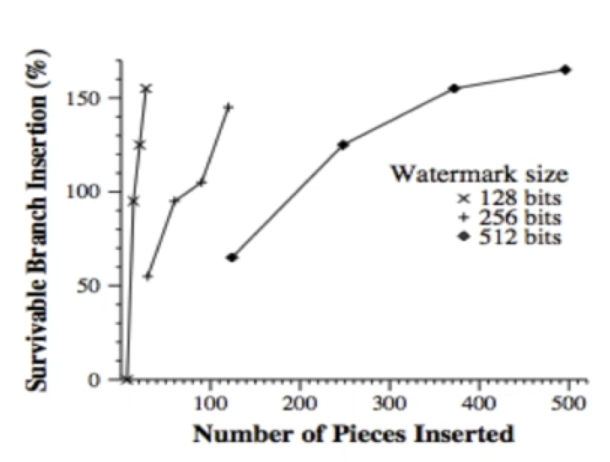 Survivable Branch Insertion (%)
150
100
50
0
Watermark size
128 bits
256 bits
512 bits
100 200 300 400 500
Number of Pieces Inserted